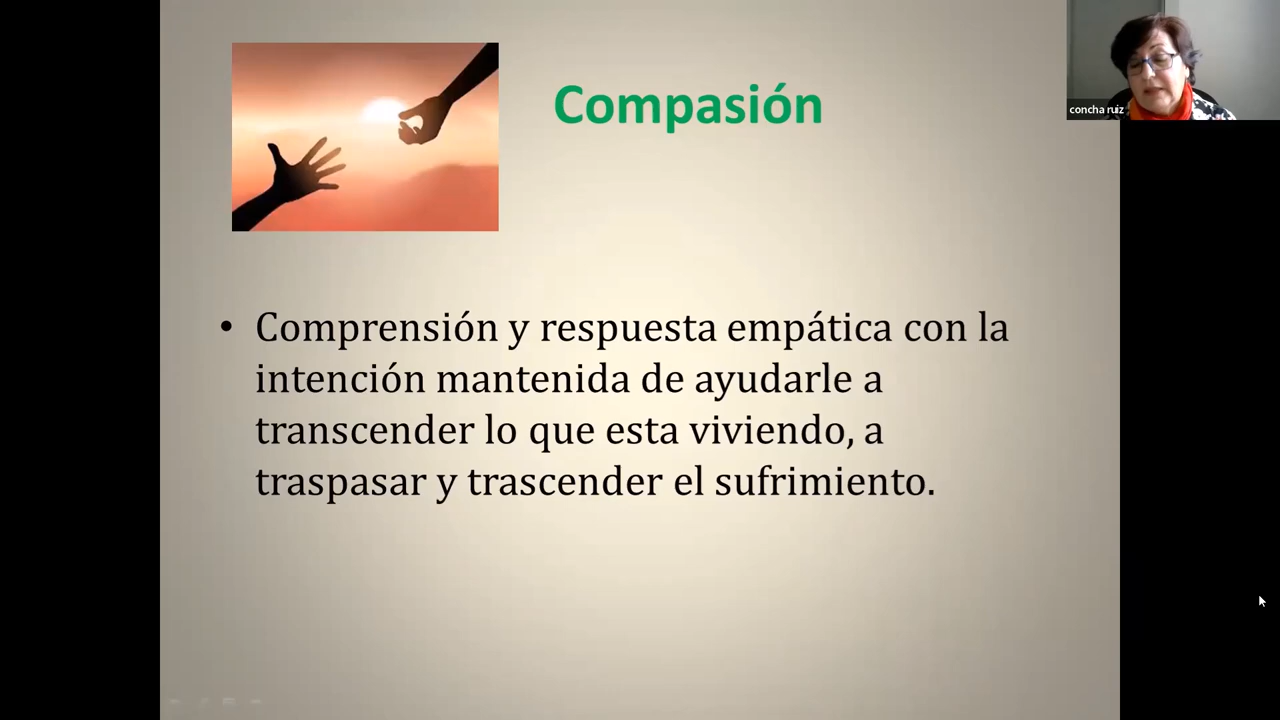 Compasión
concha ruiz
• Comprensión y respuesta empática con la
intención mantenida de ayudarle a
transcender lo que esta viviendo, a
traspasar y trascender el sufrimiento.